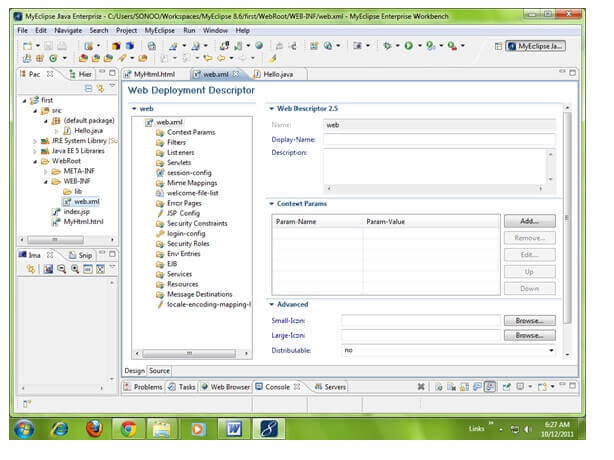 MyEclipse Java Enterprise - C:/Users/SONOO/Workspaces/MyEclipse 8.6/first/WebRoot/WEB-INF/web.xml - MyEclipse Enterprise Workbench
File Edit Navigate Search Project MyEclipse Run Window Help
MyEclipse Ja...
Pac Hier
MyHtml.html web.xml Hello.java
first
src
(default package)
Hello.java
JRE System Library [Su
Java EE 5 Libraries
WebRoot
META-INF
WEB-INF
lib
web.xml
index.jsp
MyHtml.html
Ima Snip
Web Deployment Descriptor
web
web.xml
Context Params
Filters
Listeners
Servlets
session-config
Mime Mappings
welcome-file-list
Error Pages
JSP Config
Security Constraints
login-config
Security Roles
Env Entries
EJB
Services
Resources
Message Destinations
locale-encoding-mapping-l
Web Descriptor 2.5
Name: web
Display-Name:
Description:
Context Params
Param-Name Param-Value
Add...
Remove...
Edit...
Up
Down
Advanced
Small-Icon: Browse...
Large-Icon: Browse...
Distributable: no
Design Source
Problems Tasks Web Browser Console Servers
Links
6:27 AM
10/12/2011